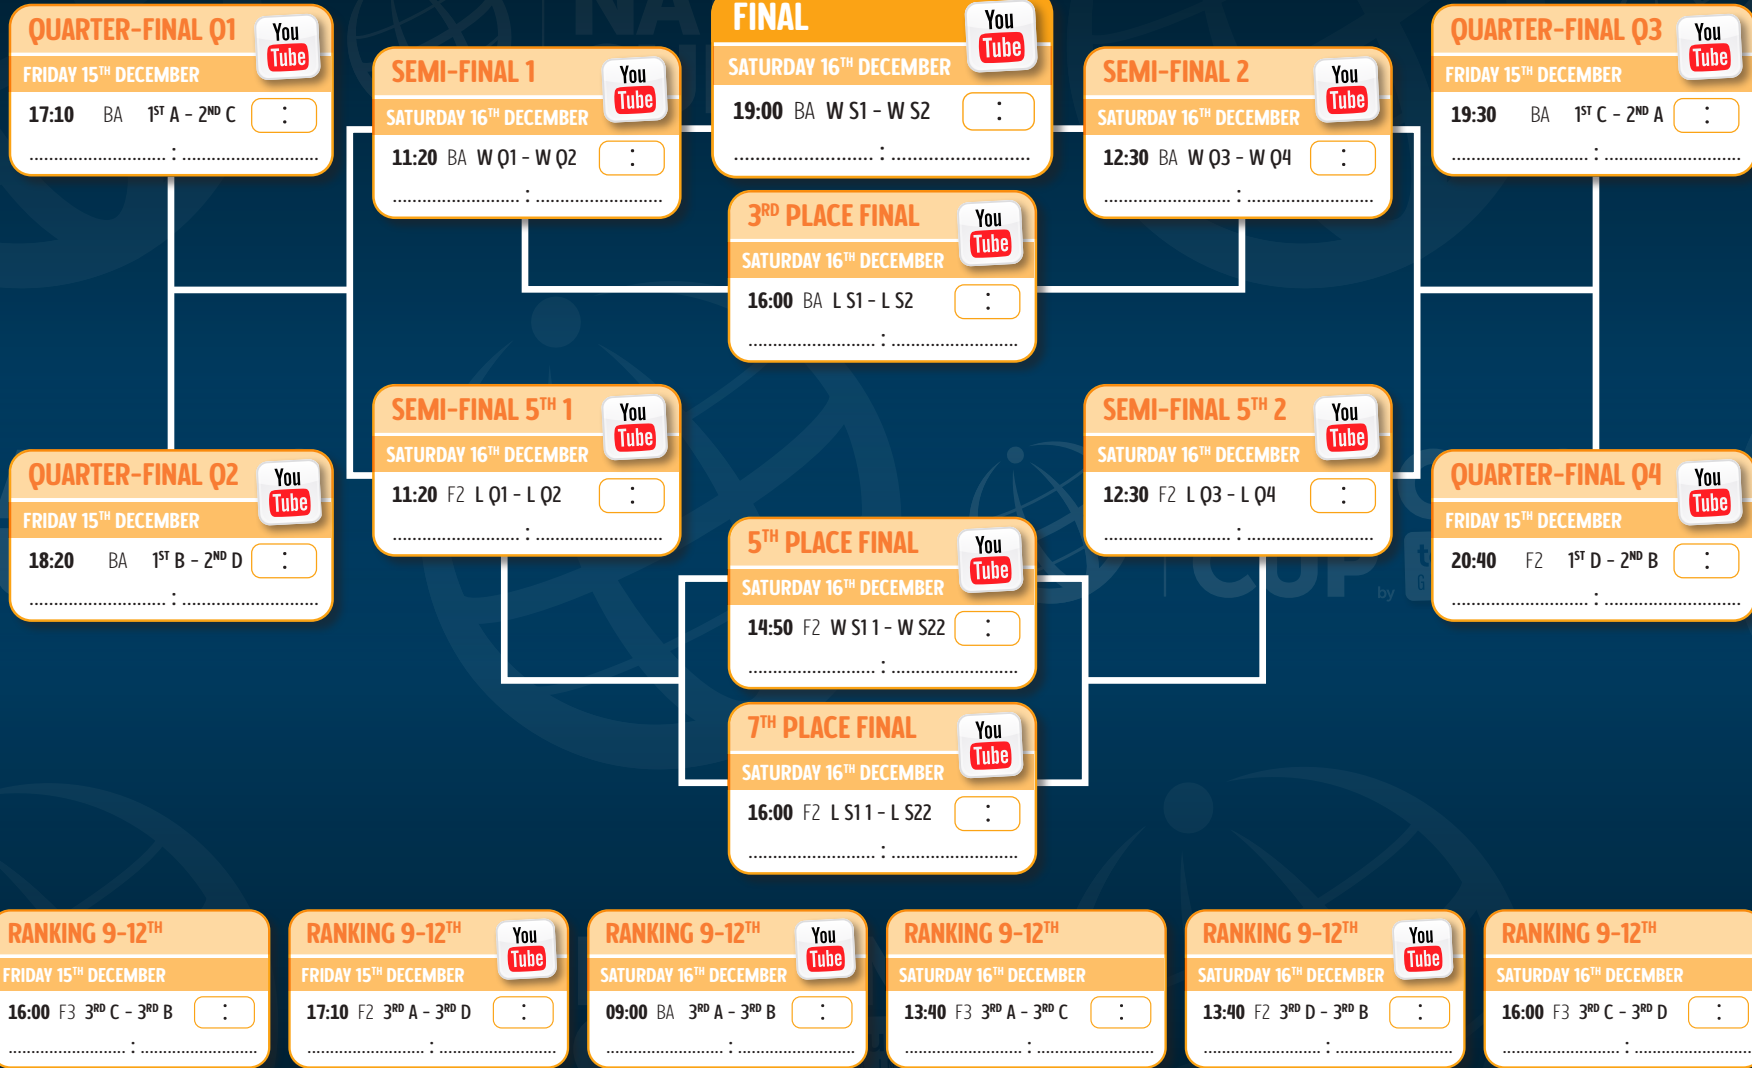 QUARTER-FINAL Q1
You
Tube
FRIDAY 15TH DECEMBER
17:10 BA 1ST A - 2ND C :
........................... : ...........................
SEMI-FINAL 1
You
Tube
SATURDAY 16TH DECEMBER
11:20 BA W Q1 - W Q2 :
........................... : ...........................
FINAL
You
Tube
SATURDAY 16TH DECEMBER
19:00 BA W S1 - W S2 :
........................... : ...........................
SEMI-FINAL 2
You
Tube
SATURDAY 16TH DECEMBER
12:30 BA W Q3 - W Q4 :
........................... : ...........................
QUARTER-FINAL Q3
You
Tube
FRIDAY 15TH DECEMBER
19:30 BA 1ST C - 2ND A :
........................... : ...........................
3RD PLACE FINAL
You
Tube
SATURDAY 16TH DECEMBER
16:00 BA L S1 - L S2 :
........................... : ...........................
QUARTER-FINAL Q2
You
Tube
FRIDAY 15TH DECEMBER
18:20 BA 1ST B - 2ND D :
........................... : ...........................
SEMI-FINAL 5TH 1
You
Tube
SATURDAY 16TH DECEMBER
11:20 F2 L Q1 - L Q2 :
........................... : ...........................
SEMI-FINAL 5TH 2
You
Tube
SATURDAY 16TH DECEMBER
12:30 F2 L Q3 - L Q4 :
........................... : ...........................
QUARTER-FINAL Q4
You
Tube
FRIDAY 15TH DECEMBER
20:40 F2 1ST D - 2ND B :
........................... : ...........................
CUP by
5TH PLACE FINAL
You
Tube
SATURDAY 16TH DECEMBER
14:50 F2 W S1 1 - W S22 :
........................... : ...........................
7TH PLACE FINAL
You
Tube
SATURDAY 16TH DECEMBER
16:00 F2 L S1 1 - L S22 :
........................... : ...........................
RANKING 9-12TH
FRIDAY 15TH DECEMBER
16:00 F3 3RD C - 3RD B :
........................... : ...........................
RANKING 9-12TH
You
Tube
FRIDAY 15TH DECEMBER
17:10 F2 3RD A - 3RD D :
........................... : ...........................
RANKING 9-12TH
You
Tube
SATURDAY 16TH DECEMBER
09:00 BA 3RD A - 3RD B :
........................... : ...........................
RANKING 9-12TH
SATURDAY 16TH DECEMBER
13:40 F3 3RD A - 3RD C :
........................... : ...........................
RANKING 9-12TH
You
Tube
SATURDAY 16TH DECEMBER
13:40 F2 3RD D - 3RD B :
........................... : ...........................
RANKING 9-12TH
SATURDAY 16TH DECEMBER
16:00 F3 3RD C - 3RD D :
........................... : ...........................